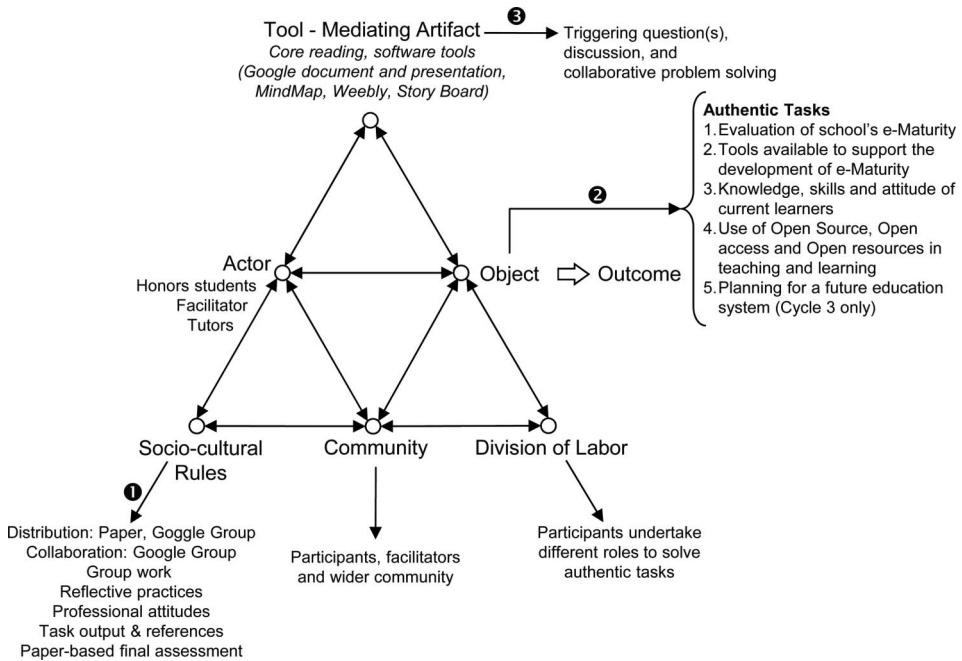 ❸
Tool - Mediating Artifact
Core reading, software tools
(Google document and presentation,
MindMap, Weebly, Story Board)
Triggering question(s),
discussion, and
collaborative problem solving
Authentic Tasks
1. Evaluation of school's e-Maturity
2. Tools available to support the
development of e-Maturity
3. Knowledge, skills and attitude of
current learners
4. Use of Open Source, Open
access and Open resources in
teaching and learning
5. Planning for a future education
system (Cycle 3 only)
❷
Actor
Honors students
Facilitator
Tutors
Object
Outcome
Socio-cultural
Rules
Community
Division of Labor
❶
Distribution: Paper, Goggle Group
Collaboration: Google Group
Group work
Reflective practices
Professional attitudes
Task output & references
Paper-based final assessment
Participants, facilitators
and wider community
Participants undertake
different roles to solve
authentic tasks